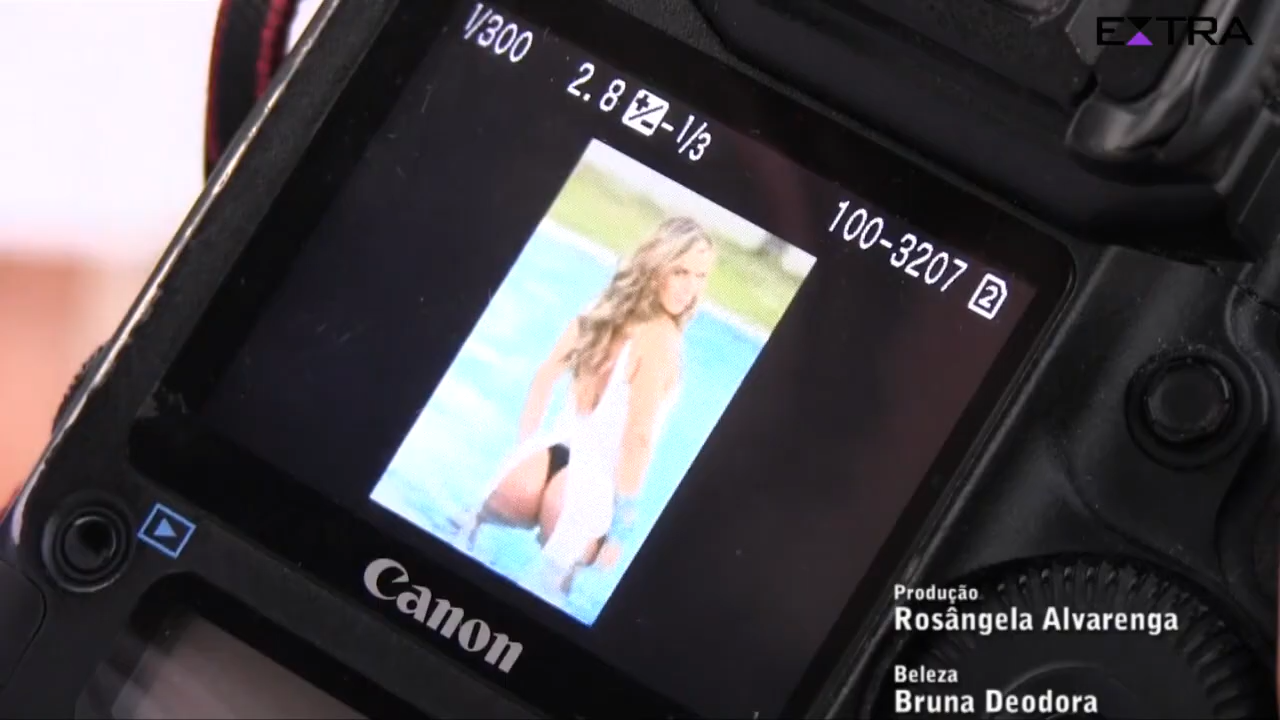 EXTRA
1/300
2.8 -1/3
100-3207 2
Canon
Produção
Rosângela Alvarenga
Beleza
Bruna Deodora